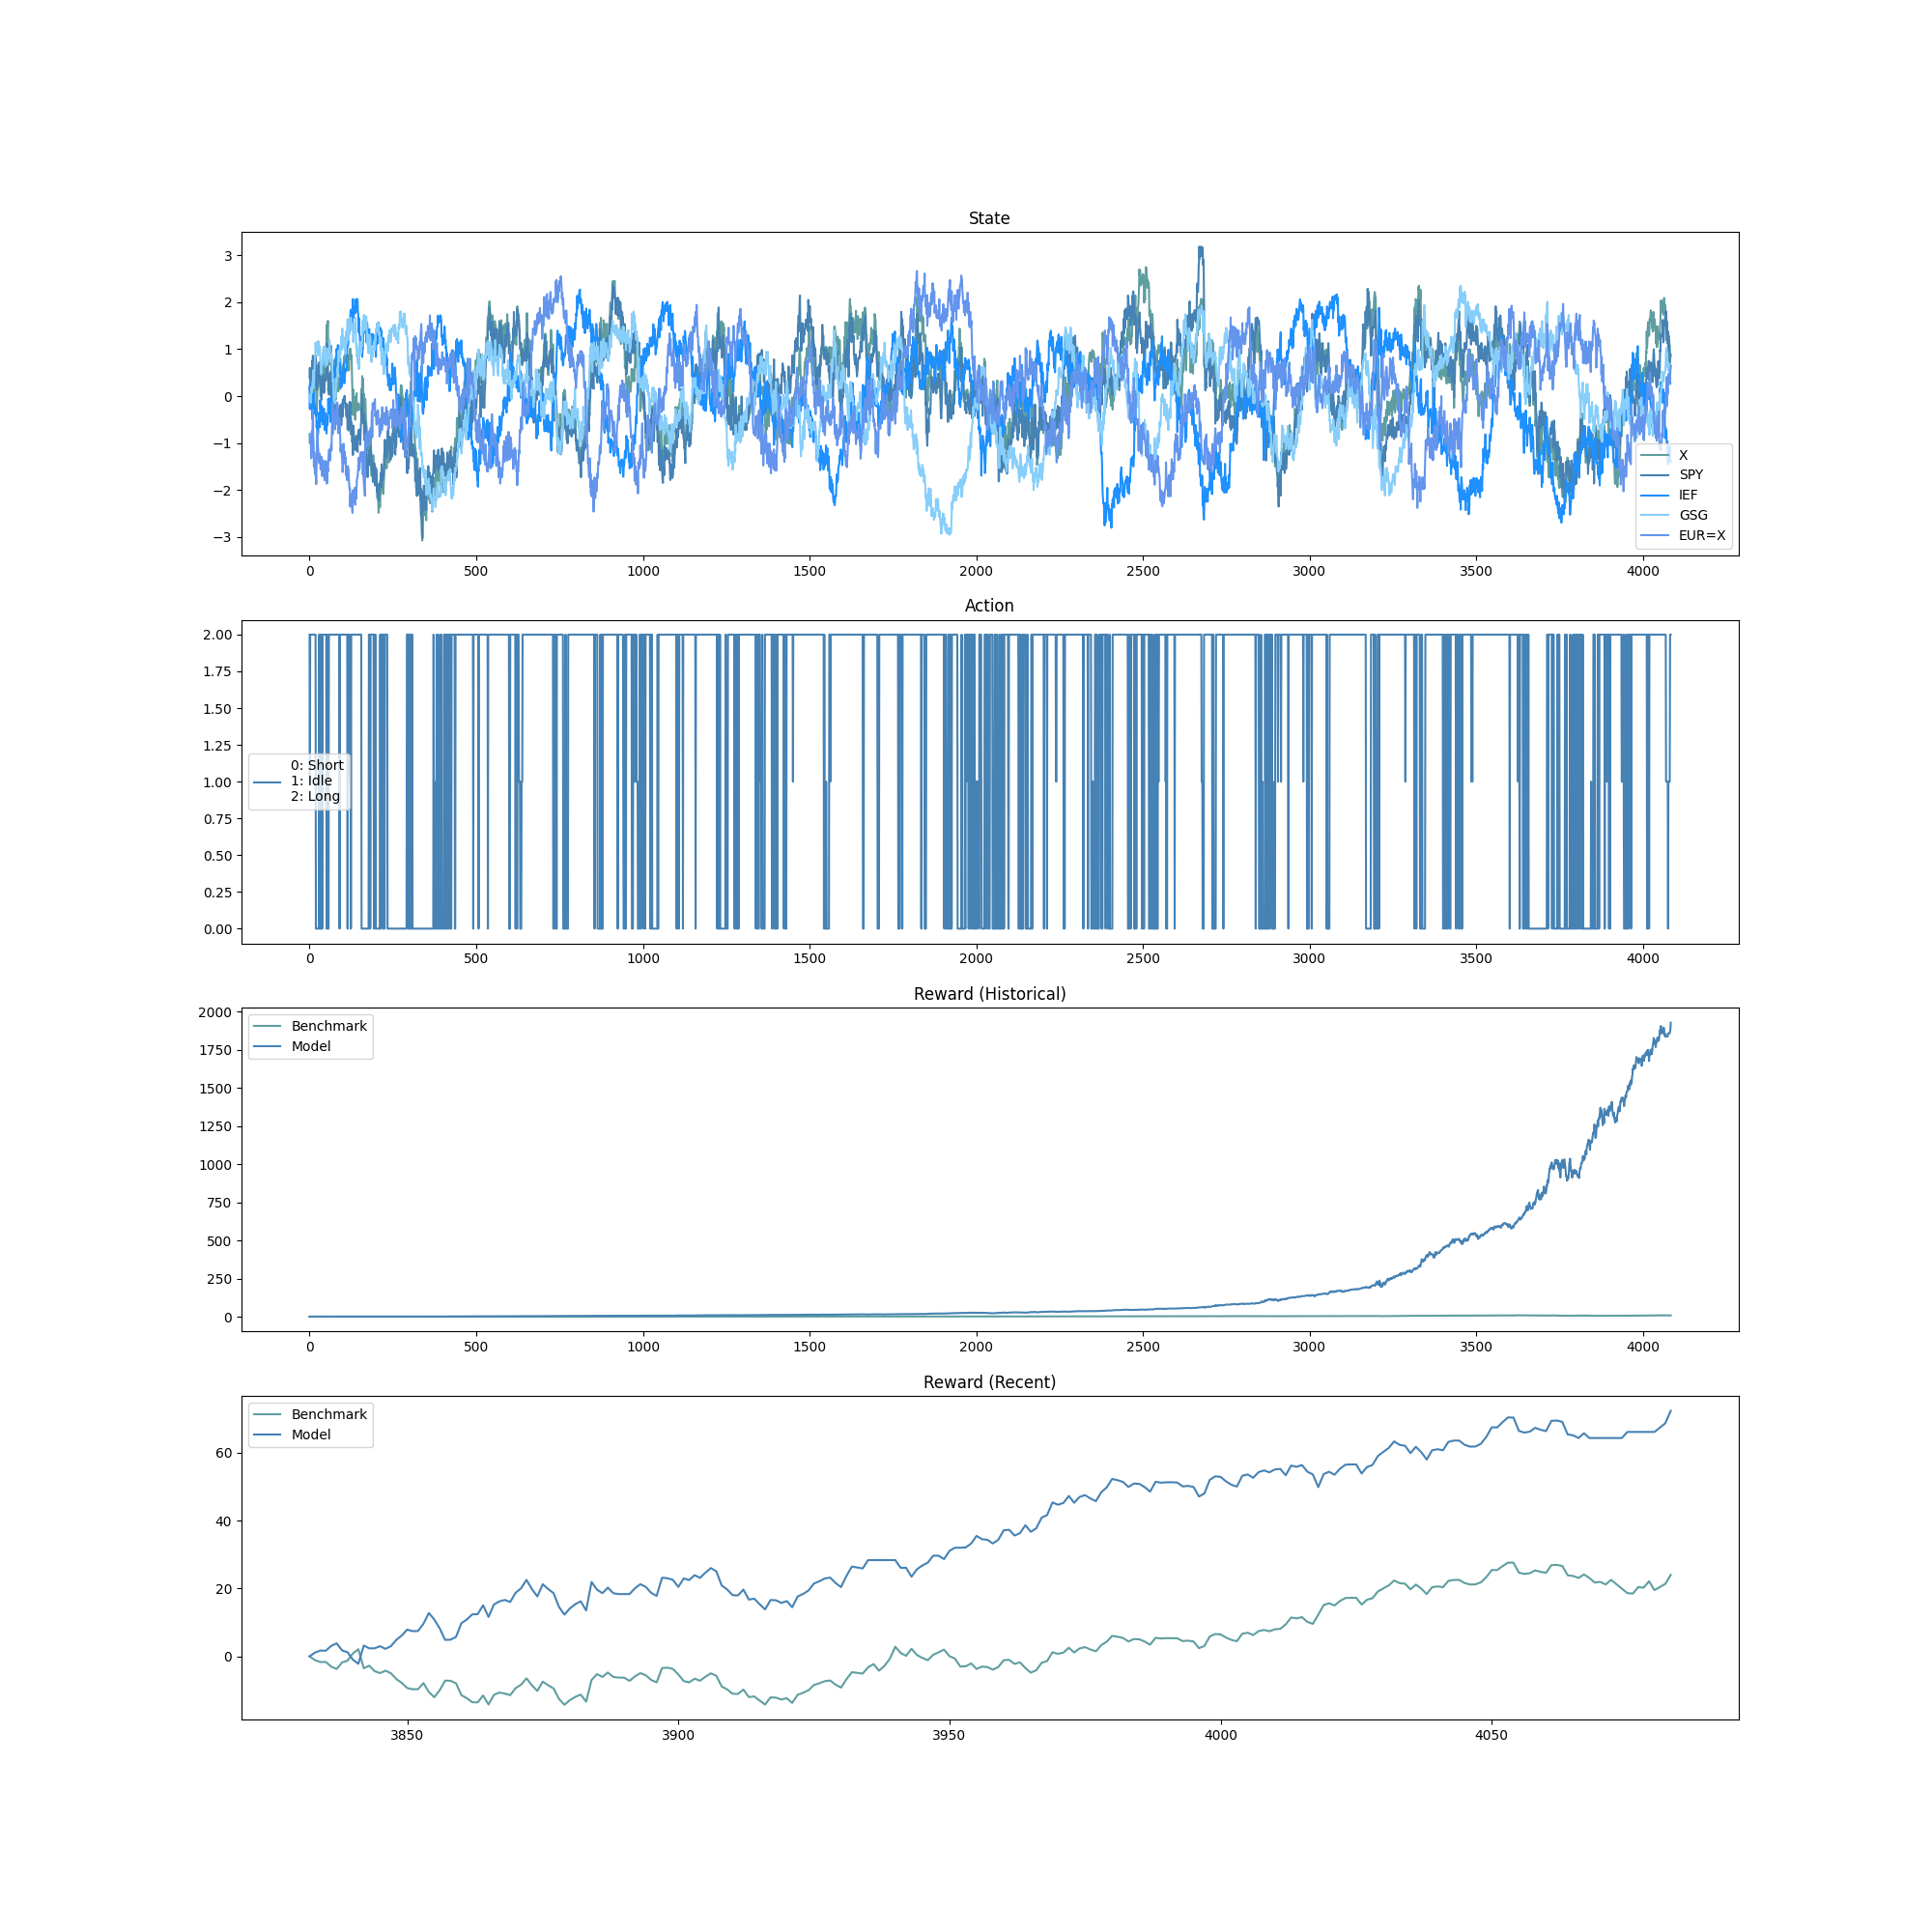 State
3
2
1
0
−1
−2
−3
X
SPY
IEF
GSG
EUR=X
0 500 1000 1500 2000 2500 3000 3500 4000
Action
2.00
1.75
1.50
1.25
1.00
0.75
0.50
0.25
0.00
0: Short
1: Idle
2: Long
0 500 1000 1500 2000 2500 3000 3500 4000
Reward (Historical)
2000
1750
1500
1250
1000
750
500
250
0
Benchmark
Model
0 500 1000 1500 2000 2500 3000 3500 4000
Reward (Recent)
Benchmark
Model
60
40
20
0
3850 3900 3950 4000 4050